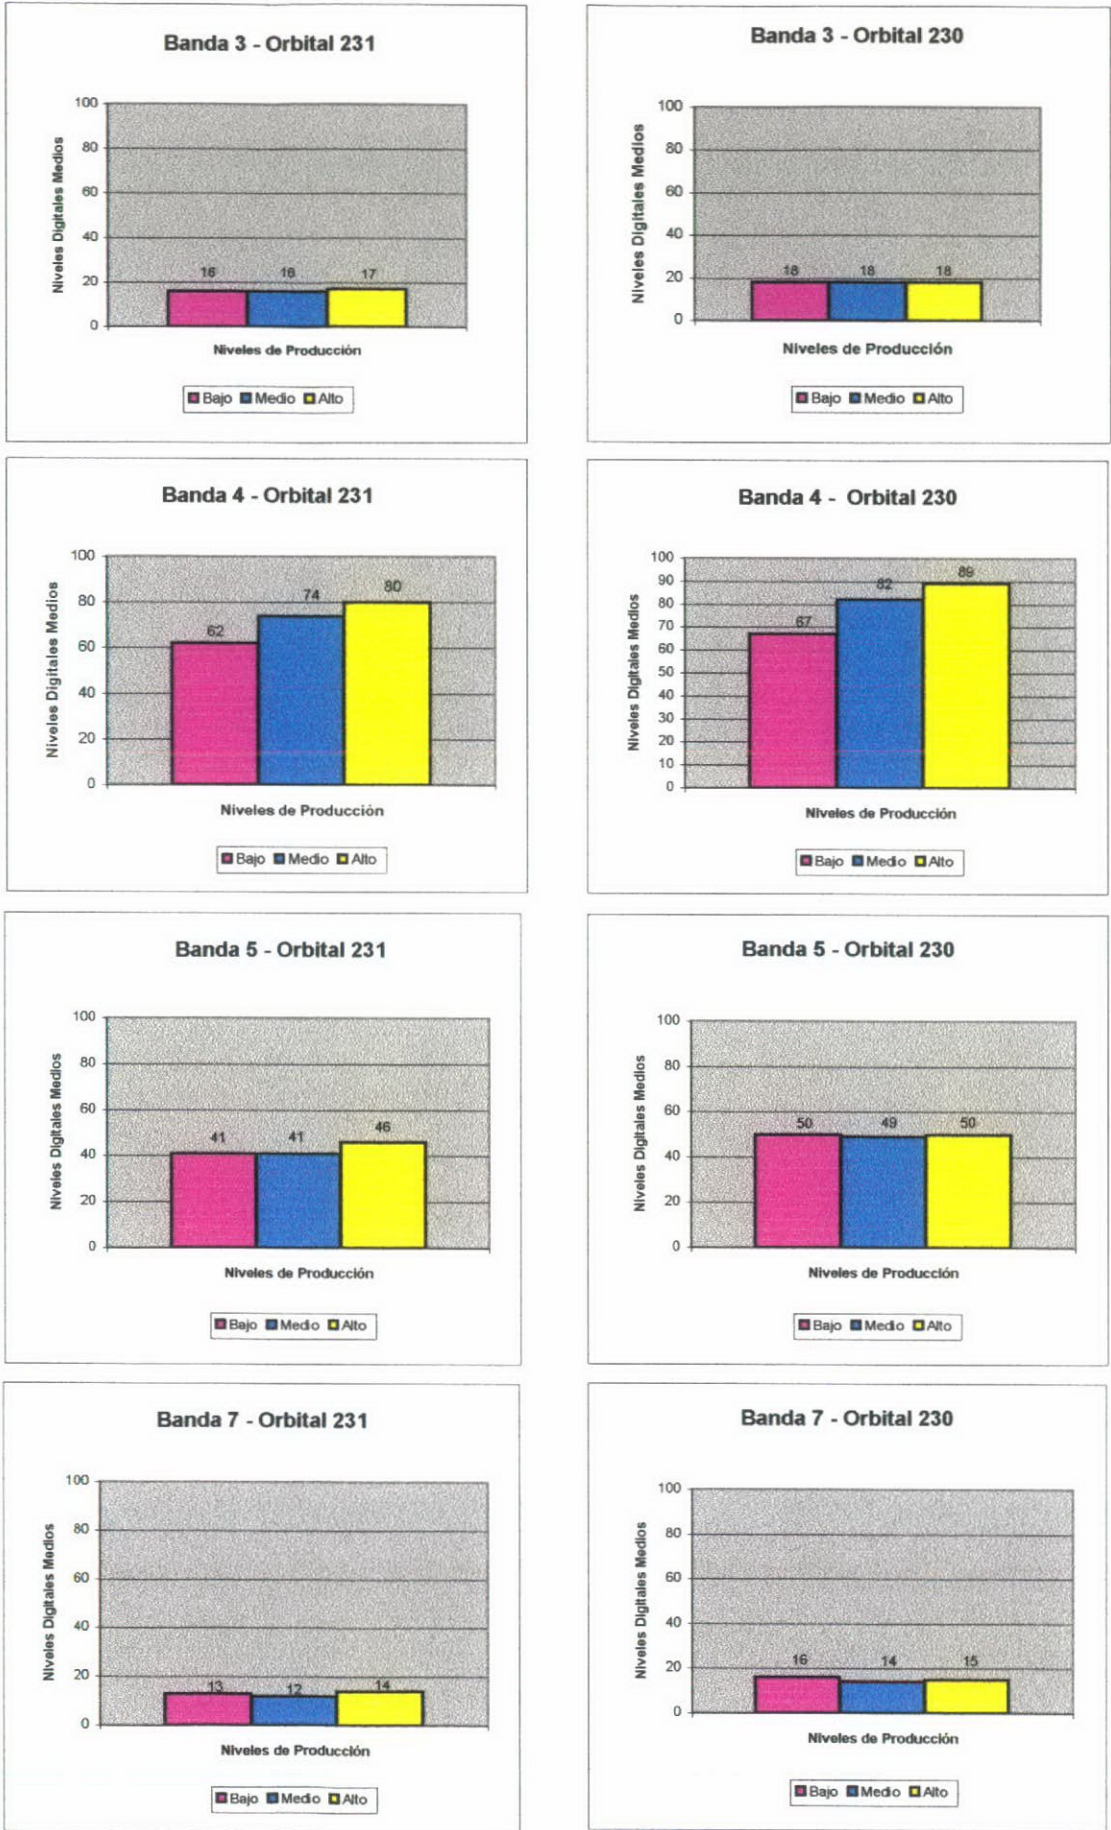 Banda 3 - Orbital 231
Niveles Digitales Medios
100
80
60
40
20
0
16
16
17
Niveles de Producción
Bajo Medio Alto
Banda 3 - Orbital 230
Niveles Digitales Medios
100
80
60
40
20
0
18
18
18
Niveles de Producción
Bajo Medio Alto
Banda 4 - Orbital 231
Niveles Digitales Medios
100
80
60
40
20
0
62
74
80
Niveles de Producción
Bajo Medio Alto
Banda 4 - Orbital 230
Niveles Digitales Medios
100
90
80
70
60
50
40
30
20
10
0
67
82
89
Niveles de Producción
Bajo Medio Alto
Banda 5 - Orbital 231
Niveles Digitales Medios
100
80
60
40
20
0
41
41
46
Niveles de Producción
Bajo Medio Alto
Banda 5 - Orbital 230
Niveles Digitales Medios
100
80
60
40
20
0
50
49
50
Niveles de Producción
Bajo Medio Alto
Banda 7 - Orbital 231
Niveles Digitales Medios
100
80
60
40
20
0
13
12
14
Niveles de Producción
Bajo Medio Alto
Banda 7 - Orbital 230
Niveles Digitales Medios
100
80
60
40
20
0
16
14
15
Niveles de Producción
Bajo Medio Alto